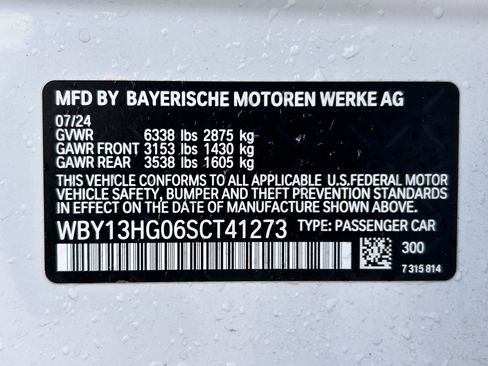 MFD BY BAYERISCHE MOTOREN WERKE AG
07/24
GVWR 6338 lbs 2875 kg
GAWR FRONT 3153 lbs 1430 kg
GAWR REAR 3538 lbs 1605 kg
THIS VEHICLE CONFORMS TO ALL APPLICABLE U.S.FEDERAL MOTOR
VEHICLE SAFETY, BUMPER AND THEFT PREVENTION STANDARDS
IN EFFECT ON THE DATE OF MANUFACTURE SHOWN ABOVE.
WBY13HG06SCT41273 TYPE: PASSENGER CAR
300
7 315 814